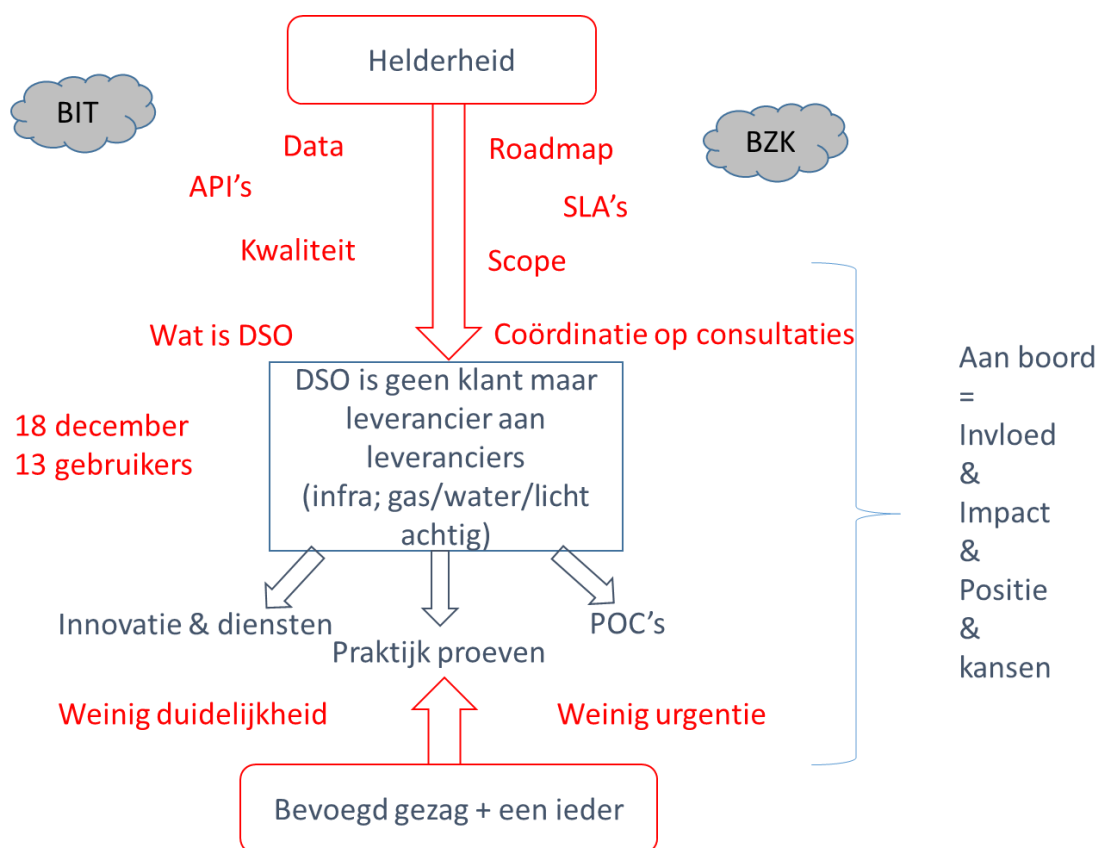 Helderheid
BIT
BZK
Data
Roadmap
API's
SLA's
Kwaliteit
Scope
Wat is DSO
Coördinatie op consultaties
DSO is geen klant maar
leverancier aan
leveranciers
(infra; gas/water/licht
achtig)
18 december
13 gebruikers
Innovatie & diensten
POC's
Praktijk proeven
Weinig duidelijkheid
Weinig urgentie
Bevoegd gezag + een ieder
Aan boord
=
Invloed
&
Impact
&
Positie
&
kansen